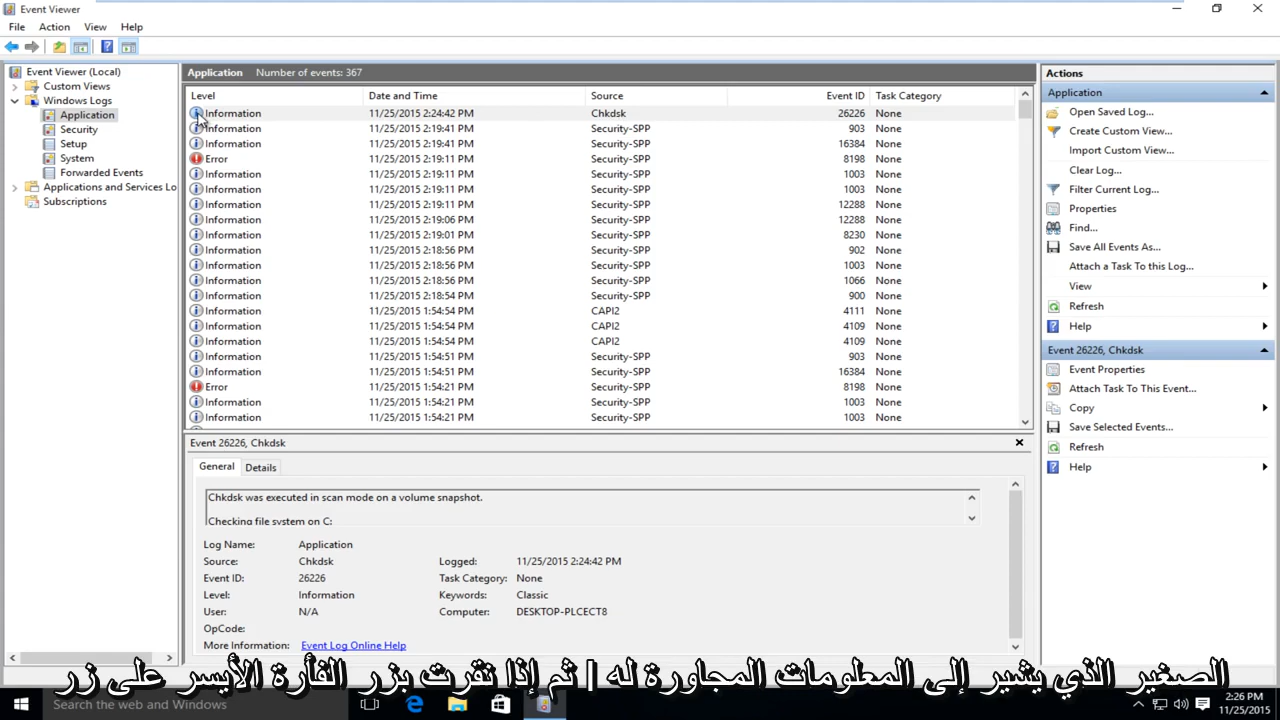 Event Viewer
File Action View Help
Event Viewer (Local)
Custom Views
Windows Logs
Application
Security
Setup
System
Forwarded Events
Applications and Services Lo
Subscriptions
Application Number of events: 367
Level Date and Time Source Event ID Task Category
Information 11/25/2015 2:24:42 PM Chkdsk 26226 None
Information 11/25/2015 2:19:41 PM Security-SPP 903 None
Information 11/25/2015 2:19:41 PM Security-SPP 16384 None
Error 11/25/2015 2:19:11 PM Security-SPP 8198 None
Information 11/25/2015 2:19:11 PM Security-SPP 1003 None
Information 11/25/2015 2:19:11 PM Security-SPP 1003 None
Information 11/25/2015 2:19:11 PM Security-SPP 12288 None
Information 11/25/2015 2:19:06 PM Security-SPP 12288 None
Information 11/25/2015 2:19:01 PM Security-SPP 8230 None
Information 11/25/2015 2:18:56 PM Security-SPP 902 None
Information 11/25/2015 2:18:56 PM Security-SPP 1003 None
Information 11/25/2015 2:18:56 PM Security-SPP 1066 None
Information 11/25/2015 2:18:54 PM Security-SPP 900 None
Information 11/25/2015 1:54:54 PM CAPI2 4111 None
Information 11/25/2015 1:54:54 PM CAPI2 4109 None
Information 11/25/2015 1:54:54 PM CAPI2 4109 None
Information 11/25/2015 1:54:51 PM Security-SPP 903 None
Information 11/25/2015 1:54:51 PM Security-SPP 16384 None
Error 11/25/2015 1:54:21 PM Security-SPP 8198 None
Information 11/25/2015 1:54:21 PM Security-SPP 1003 None
Information 11/25/2015 1:54:21 PM Security-SPP 1003 None
Event 26226, Chkdsk
General Details
Chkdsk was executed in scan mode on a volume snapshot.
Checking file system on C:
Log Name: Application
Source: Chkdsk Logged: 11/25/2015 2:24:42 PM
Event ID: 26226 Task Category: None
Level: Information Keywords: Classic
User: N/A Computer: DESKTOP-PLCECT8
OpCode:
More Information: Event Log Online Help
Actions
Application
Open Saved Log...
Create Custom View...
Import Custom View...
Clear Log...
Filter Current Log...
Properties
Find...
Save All Events As...
Attach a Task To this Log...
View
Refresh
Help
Event 26226, Chkdsk
Event Properties
Attach Task To This Event...
Copy
Save Selected Events...
Refresh
Help
الصغير الذي يشير إلى المعلومات المجاورة له | ثم إذا نقرت بزر الفأرة الأيسر على زر
Search the web and Windows
2:26 PM
11/25/2015